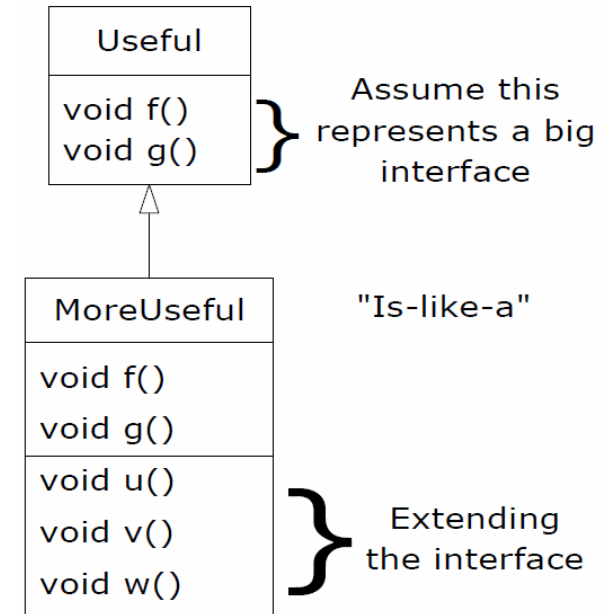 Useful
void f()
void g()
}
Assume this
represents a big
interface
MoreUseful
"Is-like-a"
void f()
void g()
void u()
void v()
void w()
}
Extending
the interface